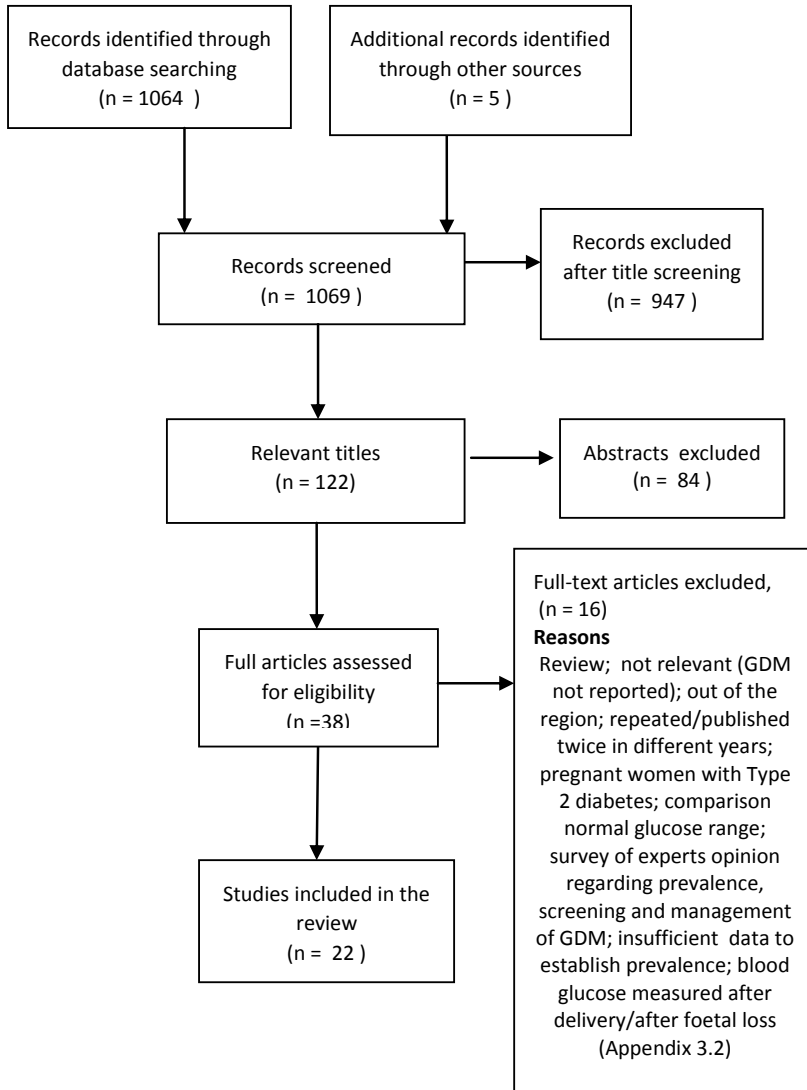 Records identified through
database searching
(n = 1064 )
Additional records identified
through other sources
(n = 5 )
Records screened
(n = 1069 )
Records excluded
after title screening
(n = 947 )
Relevant titles
(n = 122)
Abstracts excluded
(n = 84 )
Full articles assessed
for eligibility
(n =38)
Full-text articles excluded,
(n = 16)
Reasons
Review; not relevant (GDM
not reported); out of the
region; repeated/published
twice in different years;
pregnant women with Type
2 diabetes; comparison
normal glucose range;
survey of experts opinion
regarding prevalence,
screening and management
of GDM; insufficient data to
establish prevalence; blood
glucose measured after
delivery/after foetal loss
(Appendix 3.2)
Studies included in the
review
(n = 22 )